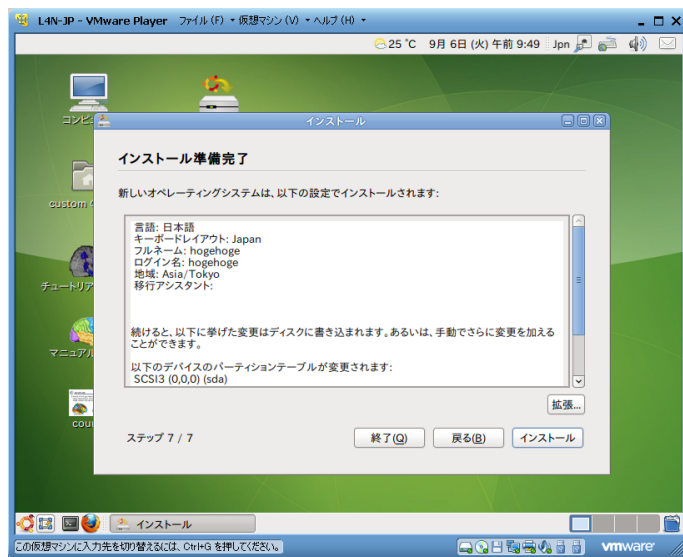 L4N-JP - VMware Player ファイル(F) 仮想マシン(V) ヘルプ(H)
25 °C 9月 6日 (火) 午前 9:49 Jpn
インストール
インストール準備完了
新しいオペレーティングシステムは、以下の設定でインストールされます:
言語: 日本語
キーボードレイアウト: Japan
フルネーム: hogehoge
ログイン名: hogehoge
地域: Asia/Tokyo
移行アシスタント:
続けると、以下に挙げた変更はディスクに書き込まれます。あるいは、手動でさらに変更を加える
ことができます。
以下のデバイスのパーティションテーブルが変更されます:
SCSI3 (0,0,0) (sda)
拡張...
ステップ 7 / 7 終了(Q) 戻る(B) インストール
custom
チュートリア
マニュアル
cou
インストール
この仮想マシンに入力先を切り替えるには、Ctrl+G を押してください。 vmware